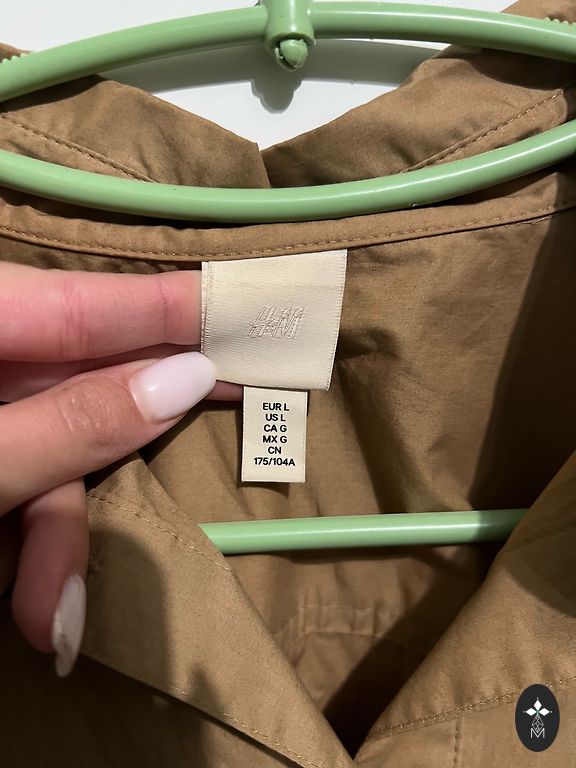 H&M
EUR L
US L
CA G
MX G
CN
175/104A
M